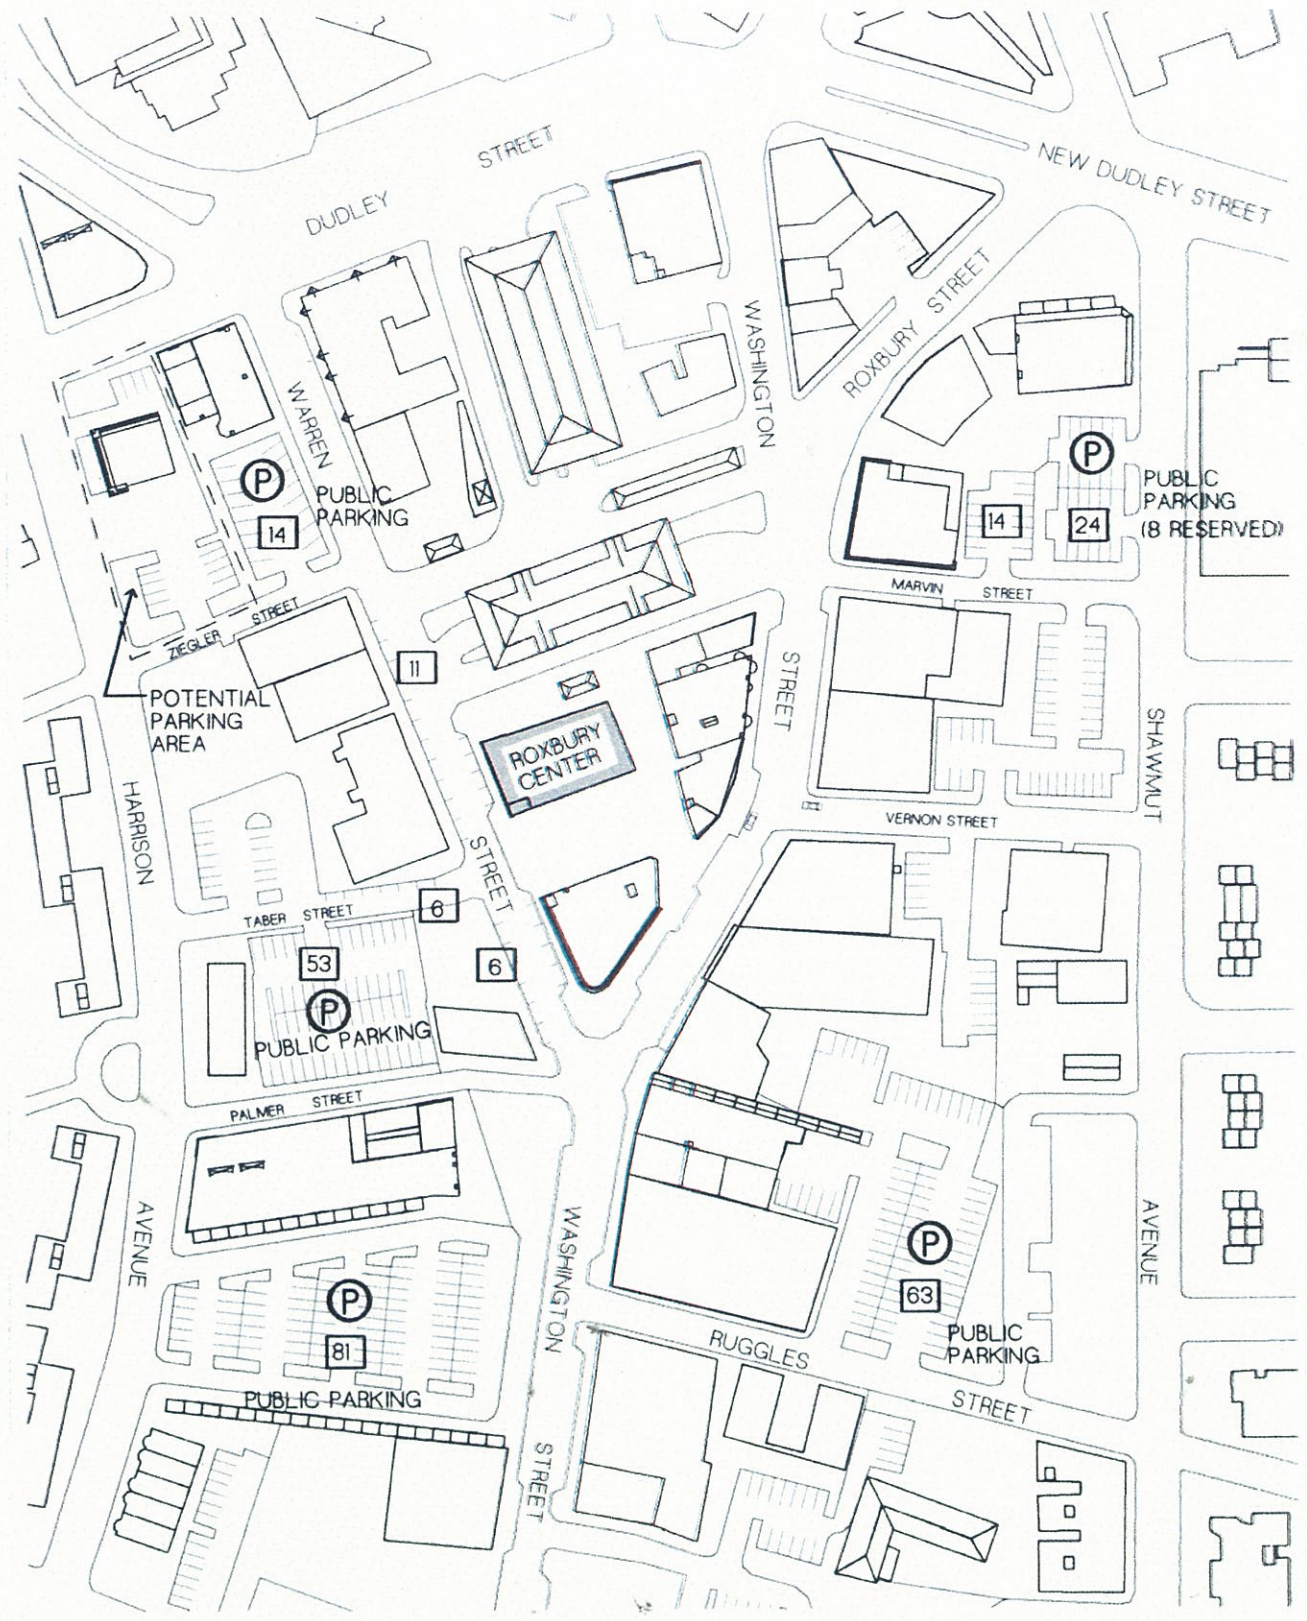 STREET
DUDLEY
NEW DUDLEY STREET
WASHINGTON
ROXBURY STREET
WARREN
P
PUBLIC
PARKING
14
P
PUBLIC
PARKING
(8 RESERVED)
14
24
MARVIN STREET
ZIEGLER STREET
11
POTENTIAL
PARKING
AREA
ROXBURY
CENTER
STREET
SHAWMUT
HARRISON
VERNON STREET
STREET
TABER STREET
6
53
6
P
PUBLIC PARKING
PALMER STREET
AVENUE
WASHINGTON
AVENUE
P
63
PUBLIC
PARKING
P
81
PUBLIC PARKING
RUGGLES
STREET
STREET